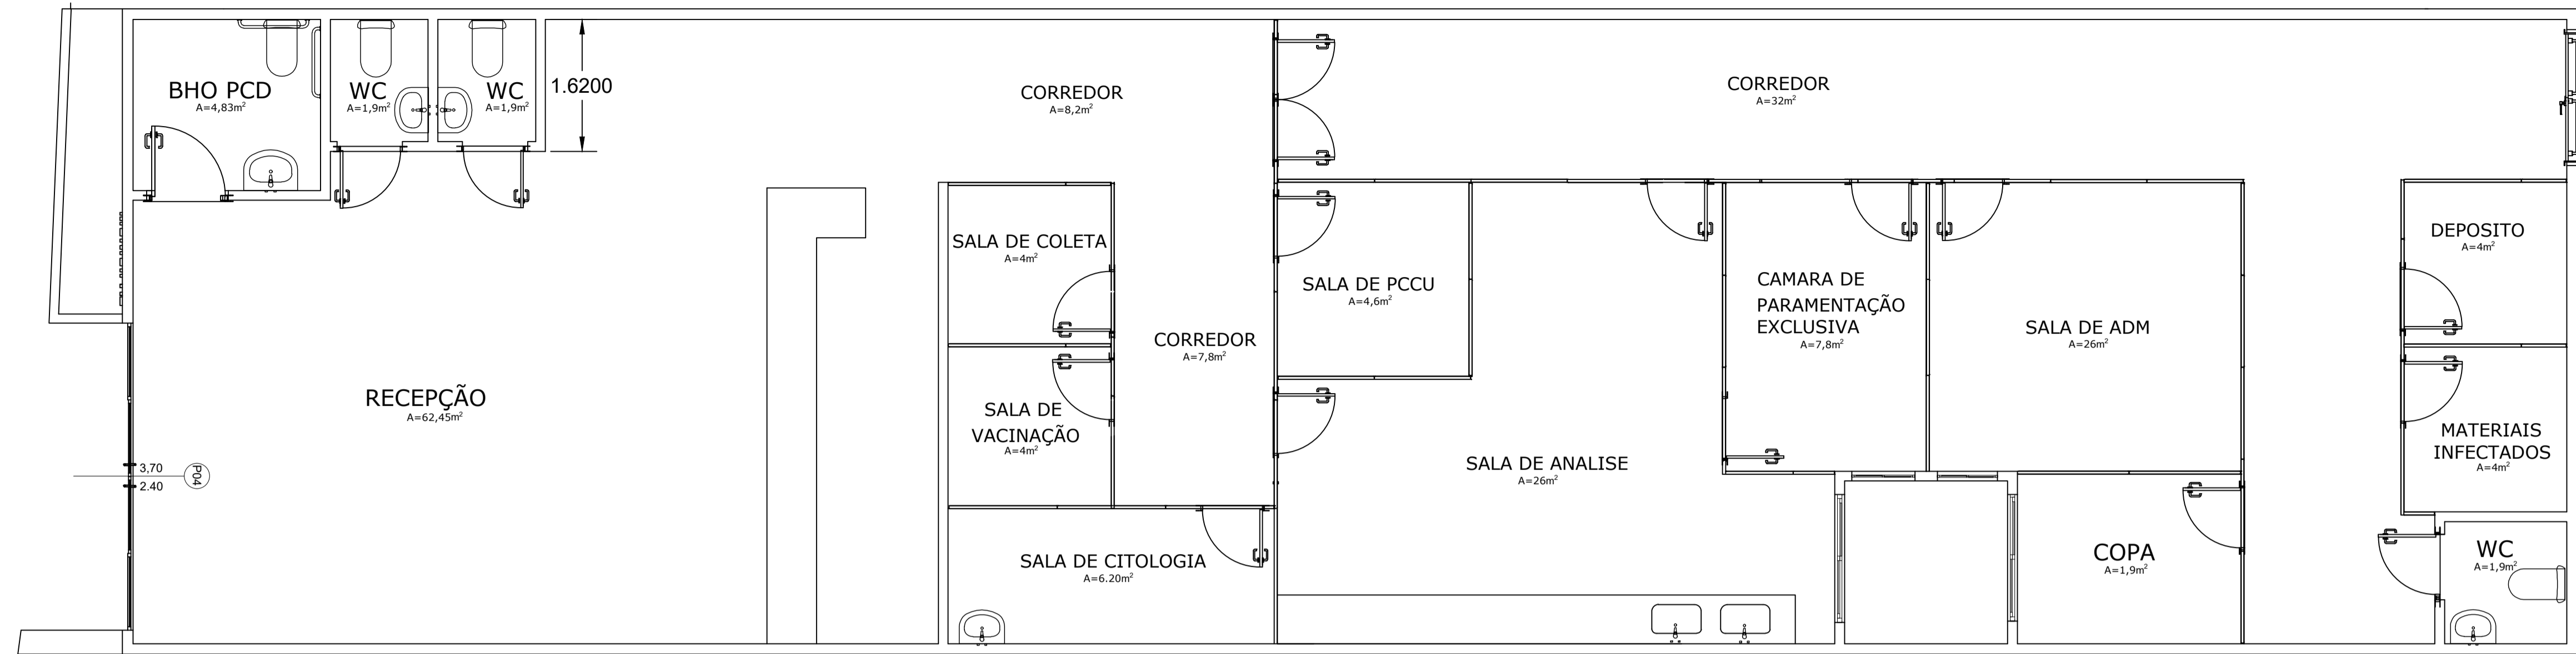 BHO PCD
A=4,83m²
WC
A=1,9m²
WC
A=1,9m²
1.6200
CORREDOR
A=8,2m²
CORREDOR
A=32m²
SALA DE COLETA
A=4m²
CORREDOR
A=7,8m²
SALA DE
VACINAÇÃO
A=4m²
SALA DE CITOLOGIA
A=6.20m²
RECEPÇÃO
A=62,45m²
3,70
2.40
P04
SALA DE PCCU
A=4,6m²
SALA DE ANALISE
A=26m²
CAMARA DE
PARAMENTAÇÃO
EXCLUSIVA
A=7,8m²
SALA DE ADM
A=26m²
COPA
A=1,9m²
DEPOSITO
A=4m²
MATERIAIS
INFECTADOS
A=4m²
WC
A=1,9m²